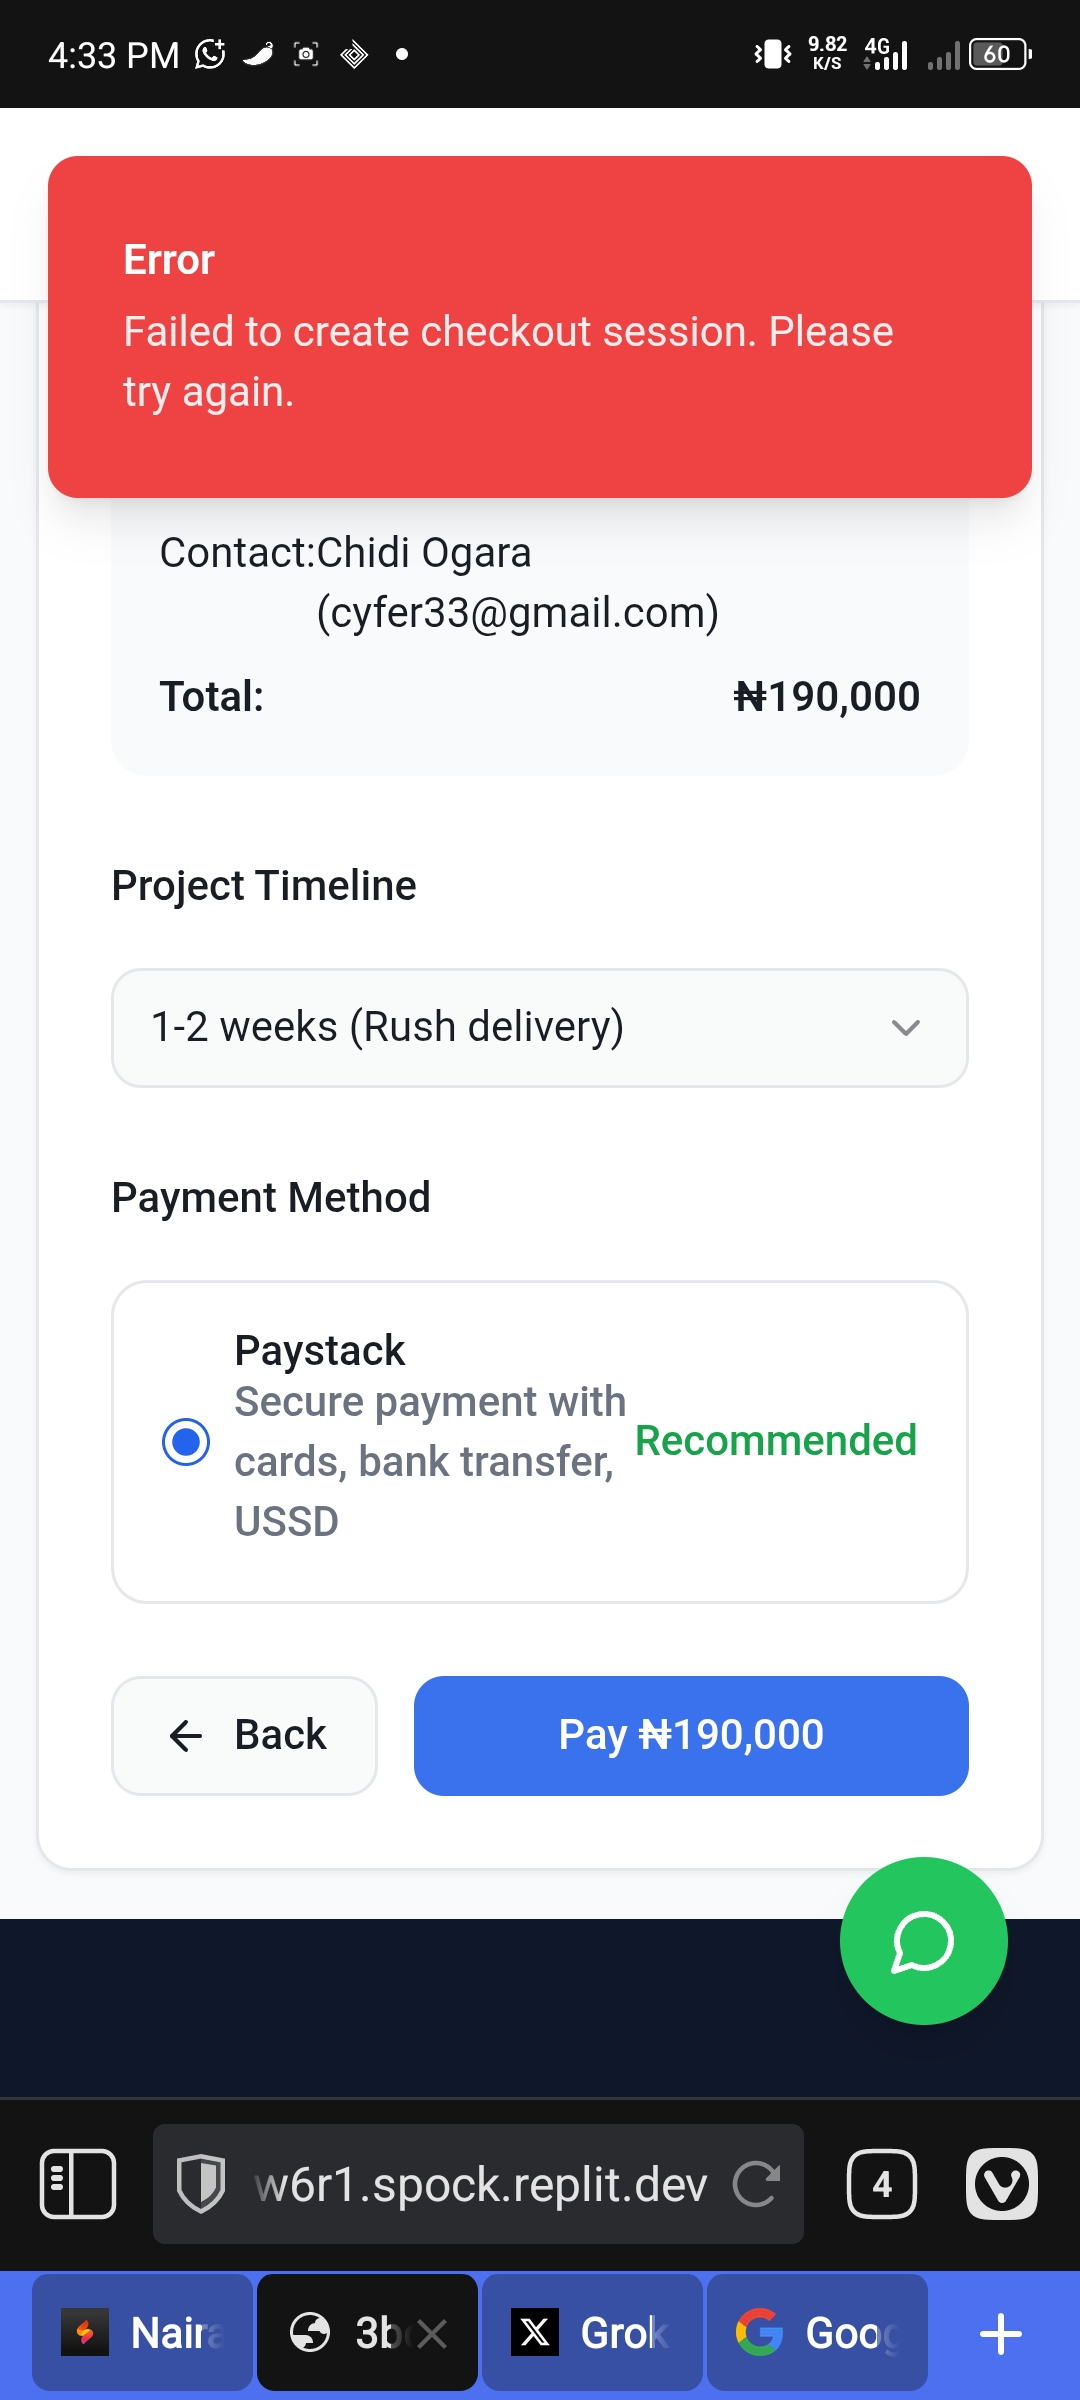 4:33 PM
9.82
K/S
4G
60
Error
Failed to create checkout session. Please
try again.
Contact:Chidi Ogara
(cyfer33@gmail.com)
Total: ₦190,000
Project Timeline
1-2 weeks (Rush delivery)
Payment Method
Paystack
Secure payment with
cards, bank transfer,
USSD
Recommended
Back
Pay ₦190,000
w6r1.spock.replit.dev
4
Naira
3b
Grok
Goog